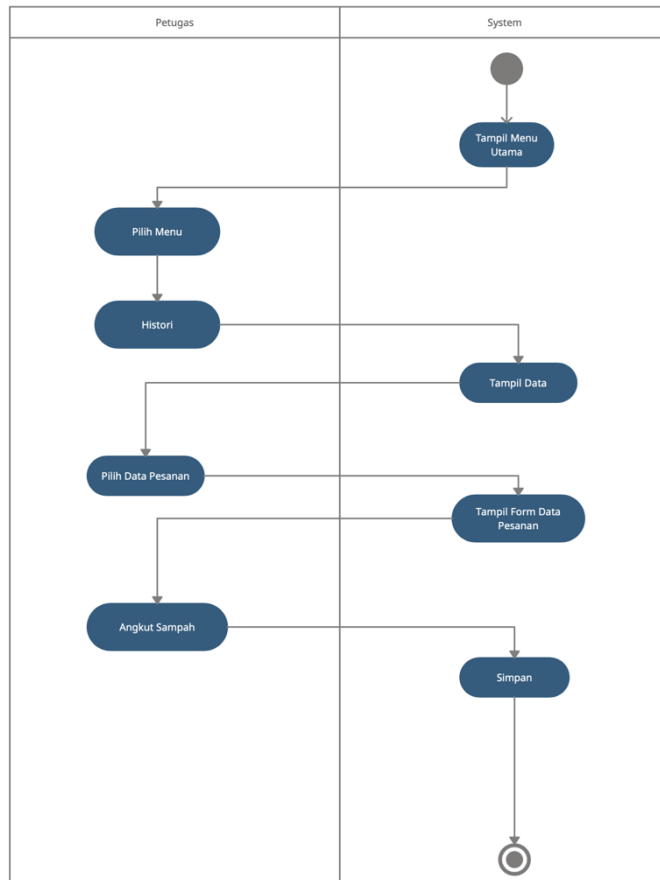 Petugas
System
Tampil Menu
Utama
Pilih Menu
Histori
Tampil Data
Pilih Data Pesanan
Tampil Form Data
Pesanan
Angkut Sampah
Simpan